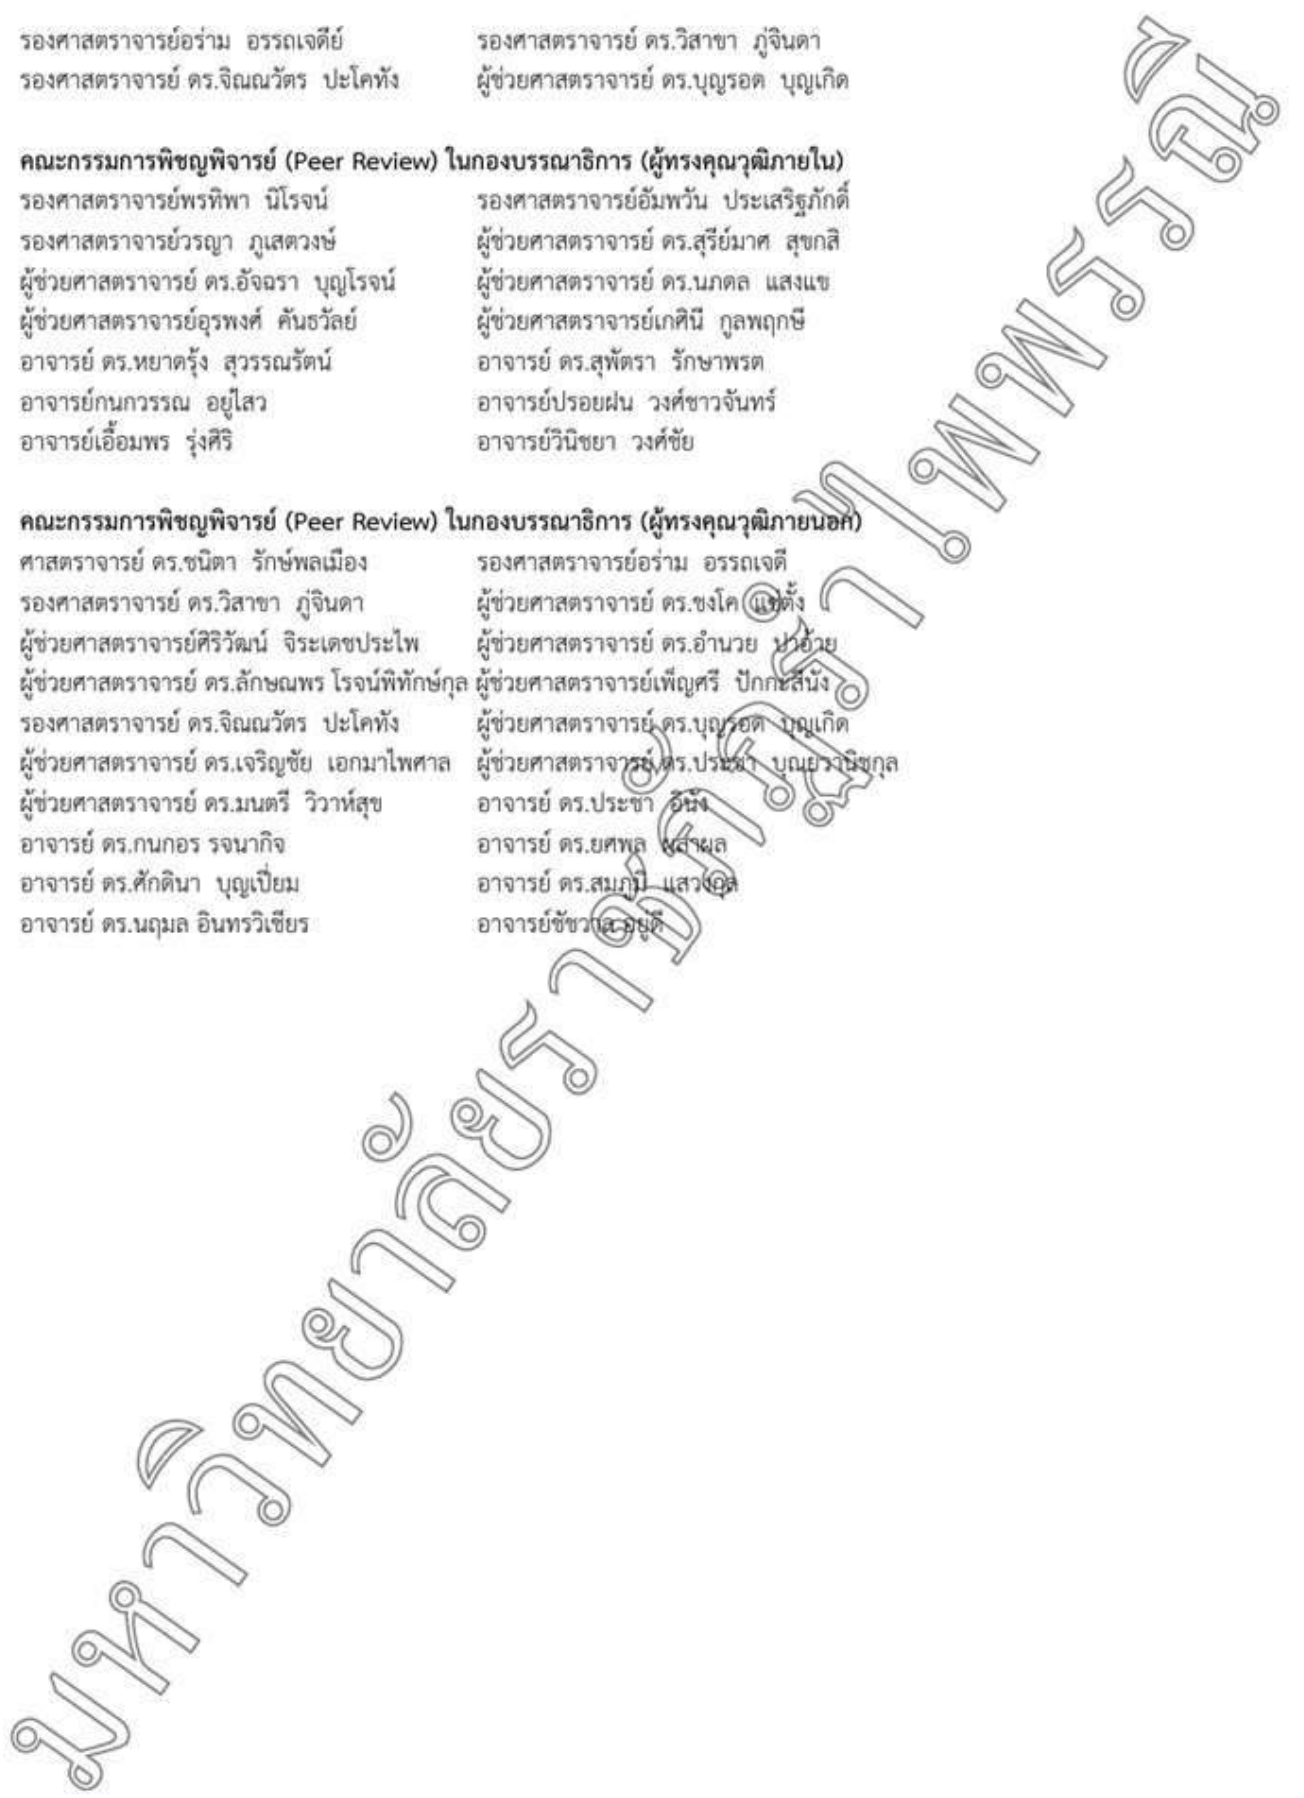 รองศาสตราจารย์อร่าม  อรรถเจดีย์  รองศาสตราจารย์ ดร.วิสาขา  ภู่จินดา
รองศาสตราจารย์ ดร.จิณณวัตร  ปะโคทัง  ผู้ช่วยศาสตราจารย์ ดร.บุญรอด  บุญเกิด
คณะกรรมการพิชญพิจารย์ (Peer Review) ในกองบรรณาธิการ (ผู้ทรงคุณวุฒิภายใน)
รองศาสตราจารย์พรทิพา  นิโรจน์  รองศาสตราจารย์อัมพวัน  ประเสริฐภักดิ์
รองศาสตราจารย์วรญา  ภูเสตวงษ์  ผู้ช่วยศาสตราจารย์ ดร.สุรีย์มาศ  สุขกสิ
ผู้ช่วยศาสตราจารย์ ดร.อัจฉรา  บุญโรจน์  ผู้ช่วยศาสตราจารย์ ดร.นภดล  แสงแข
ผู้ช่วยศาสตราจารย์อุรพงศ์  คันธวัลย์  ผู้ช่วยศาสตราจารย์เกศินี  กูลพฤกษี
อาจารย์ ดร.หยาดรุ้ง  สุวรรณรัตน์  อาจารย์ ดร.สุพัตรา  รักษาพรต
อาจารย์กนกวรรณ  อยู่ไสว  อาจารย์ปรอยฝน  วงศ์ชาวจันทร์
อาจารย์เอื้อมพร  รุ่งศิริ  อาจารย์วินิชยา  วงศ์ชัย
คณะกรรมการพิชญพิจารย์ (Peer Review) ในกองบรรณาธิการ (ผู้ทรงคุณวุฒิภายนอก)
ศาสตราจารย์ ดร.ชนิตา  รักษ์พลเมือง  รองศาสตราจารย์อร่าม  อรรถเจดี
รองศาสตราจารย์ ดร.วิสาขา  ภู่จินดา  ผู้ช่วยศาสตราจารย์ ดร.ชงโค  แซ่ตั้ง
ผู้ช่วยศาสตราจารย์ศิริวัฒน์  จิระเดชประไพ  ผู้ช่วยศาสตราจารย์ ดร.อำนวย  ปาอ้าย
ผู้ช่วยศาสตราจารย์ ดร.ลักษณพร โรจน์พิทักษ์กุล ผู้ช่วยศาสตราจารย์เพ็ญศรี  ปักกะสีนัง
รองศาสตราจารย์ ดร.จิณณวัตร  ปะโคทัง  ผู้ช่วยศาสตราจารย์ ดร.บุญรอด  บุญเกิด
ผู้ช่วยศาสตราจารย์ ดร.เจริญชัย  เอกมาไพศาล  ผู้ช่วยศาสตราจารย์ ดร.ประชา  บุณยวานิชกุล
ผู้ช่วยศาสตราจารย์ ดร.มนตรี  วิวาห์สุข  อาจารย์ ดร.ประชา  อินัง
อาจารย์ ดร.กนกอร รจนากิจ  อาจารย์ ดร.ยศพล  ผลาผล
อาจารย์ ดร.ศักดินา  บุญเปี่ยม  อาจารย์ ดร.สมภูมิ  แสวงกุล
อาจารย์ ดร.นฤมล อินทรวิเชียร  อาจารย์ชัชวาล อยู่ดี
มหาวิทยาลัยราชภัฏรำไพพรรณี